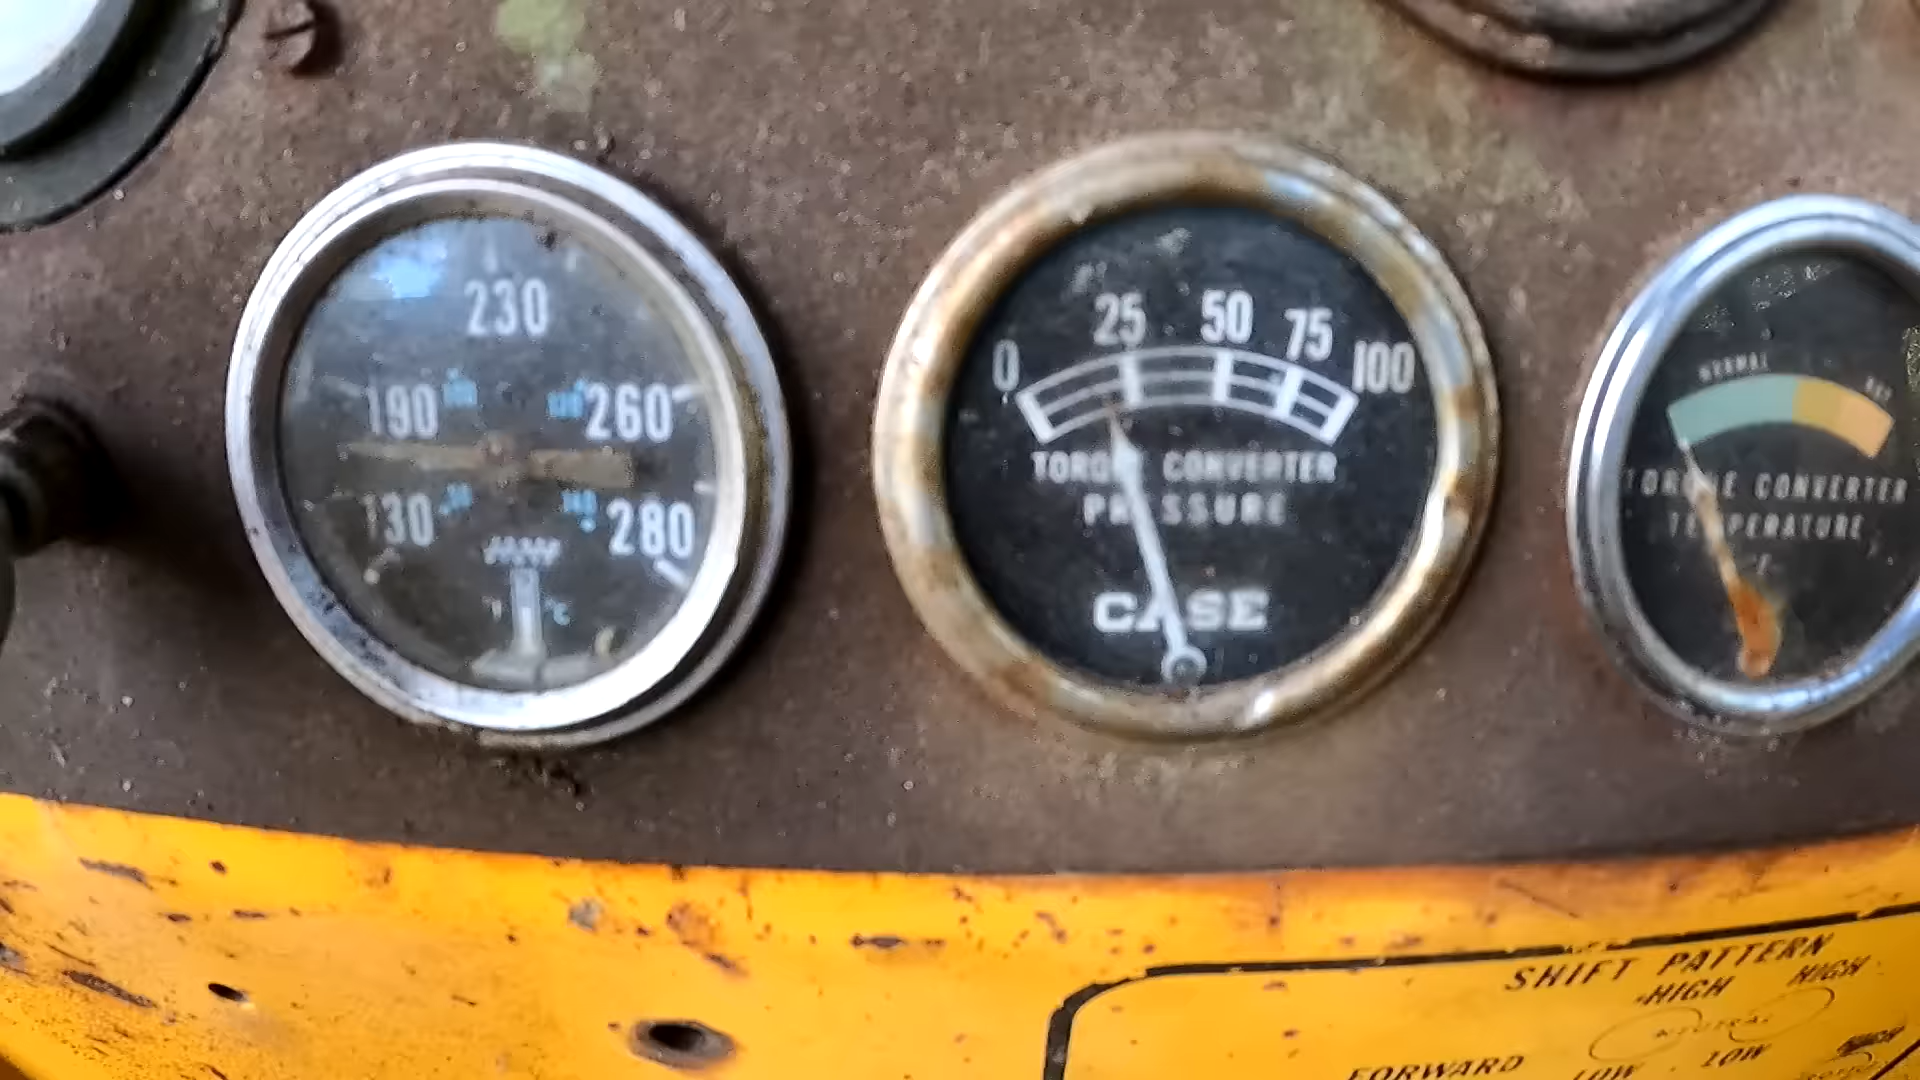 230
190 260
130 280
°C
0 25 50 75 100
TORQUE CONVERTER
PRESSURE
CASE
NORMAL
TORQUE CONVERTER
TEMPERATURE
SHIFT PATTERN
HIGH HIGH
NEUTRAL
FORWARD LOW LOW